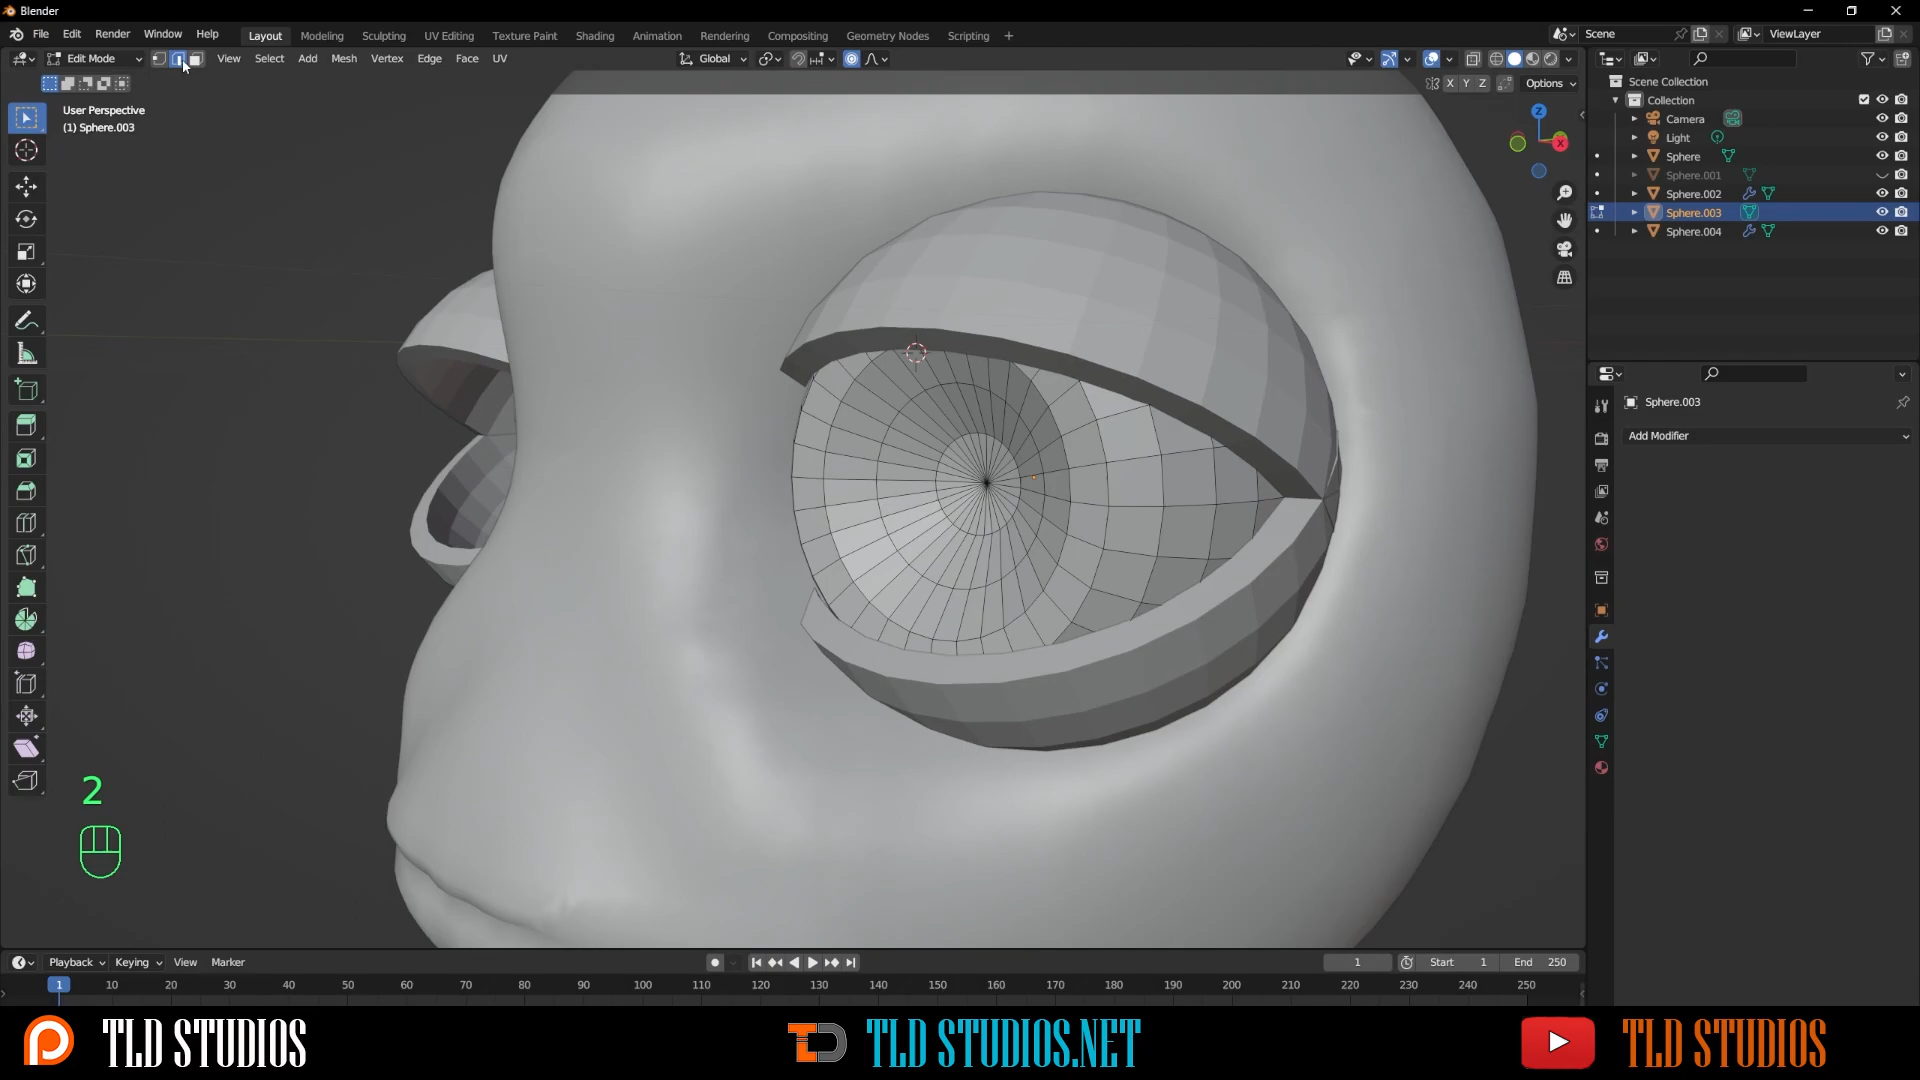 Blender
File Edit Render Window Help Layout Modeling Sculpting UV Editing Texture Paint Shading Animation Rendering Compositing Geometry Nodes Scripting + Scene ViewLayer
Edit Mode View Select Add Mesh Vertex Edge Face UV Global
X Y Z Options
User Perspective
(1) Sphere.003
Z
X
Scene Collection
Collection
Camera
Light
Sphere
Sphere.001
Sphere.002
Sphere.003
Sphere.004
Sphere.003
Add Modifier
2
Playback Keying View Marker 1 Start 1 End 250
1 10 20 30 40 50 60 70 80 90 100 110 120 130 140 150 160 170 180 190 200 210 220 230 240 250
TLD STUDIOS TD TLD STUDIOS.NET TLD STUDIOS